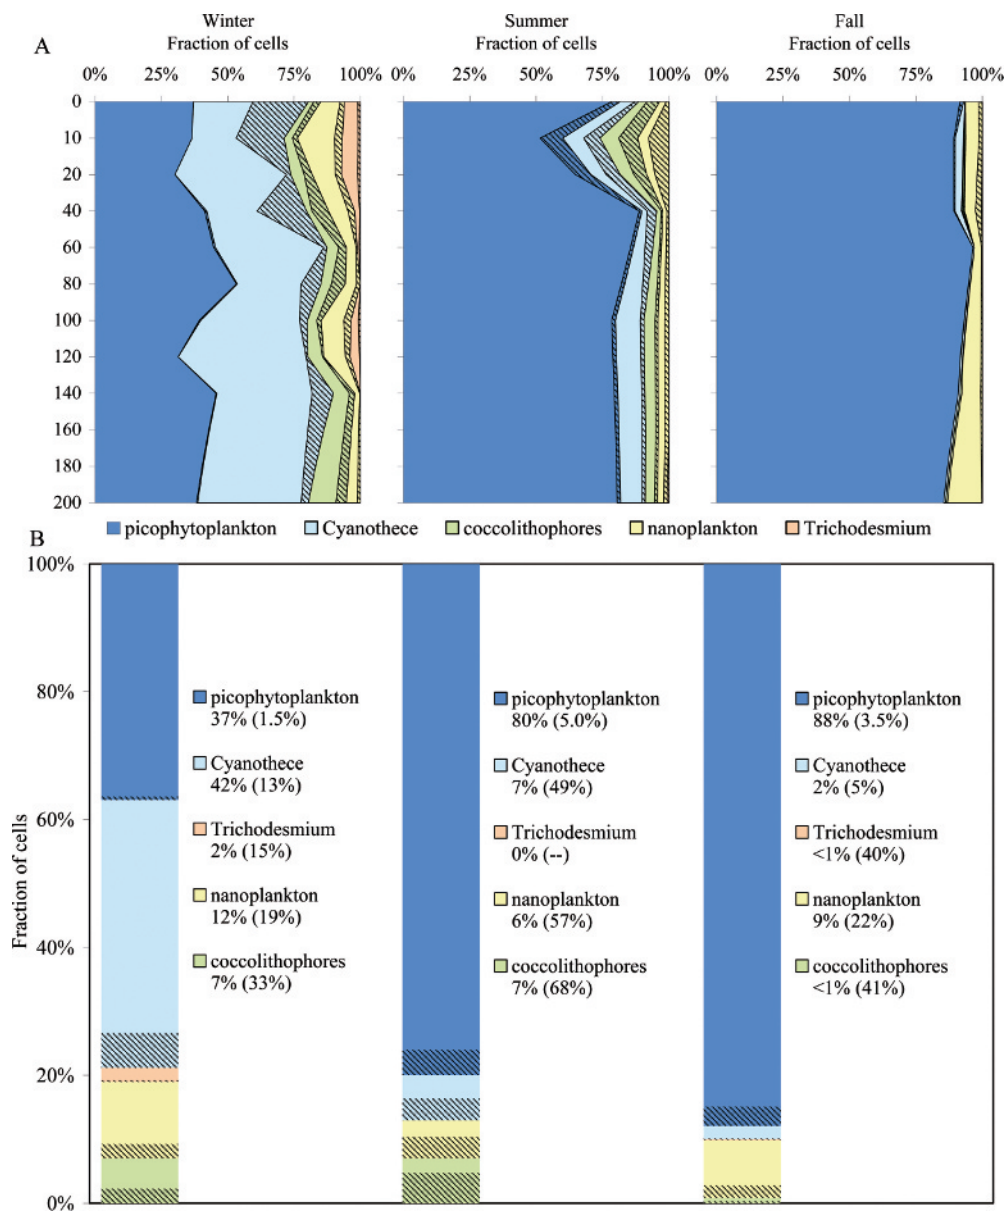 Winter Summer Fall
A Fraction of cells Fraction of cells Fraction of cells
0% 25% 50% 75% 100% 0% 25% 50% 75% 100% 0% 25% 50% 75% 100%
0
10
20
40
60
80
100
120
140
160
180
200
picophytoplankton Cyanothece coccolithophores nanoplankton Trichodesmium
B
Fraction of cells
100%
80%
60%
40%
20%
0%
picophytoplankton
37% (1.5%)
Cyanothece
42% (13%)
Trichodesmium
2% (15%)
nanoplankton
12% (19%)
coccolithophores
7% (33%)
picophytoplankton
80% (5.0%)
Cyanothece
7% (49%)
Trichodesmium
0% (--)
nanoplankton
6% (57%)
coccolithophores
7% (68%)
picophytoplankton
88% (3.5%)
Cyanothece
2% (5%)
Trichodesmium
<1% (40%)
nanoplankton
9% (22%)
coccolithophores
<1% (41%)